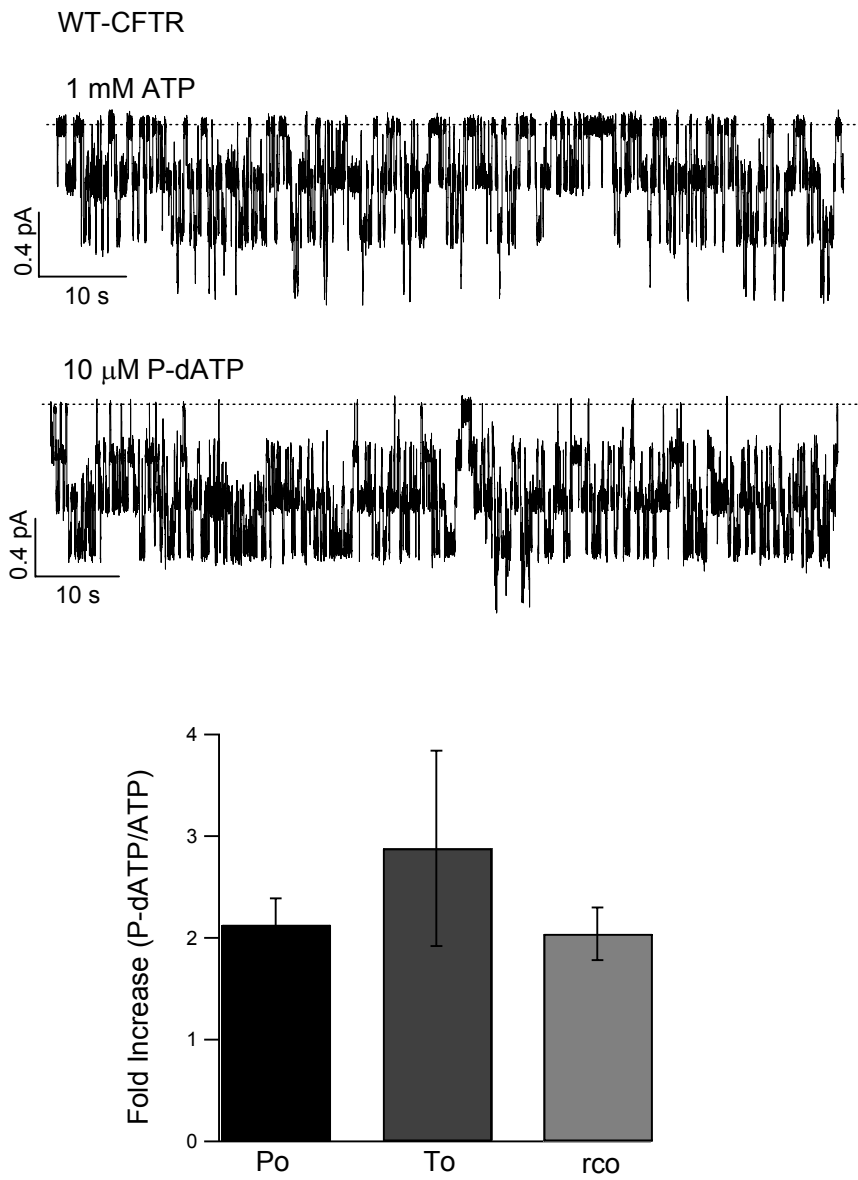 WT-CFTR
1 mM ATP
0.4 pA
10 s
10 μM P-dATP
0.4 pA
10 s
Fold Increase (P-dATP/ATP)
4
3
2
1
0
Po To rco